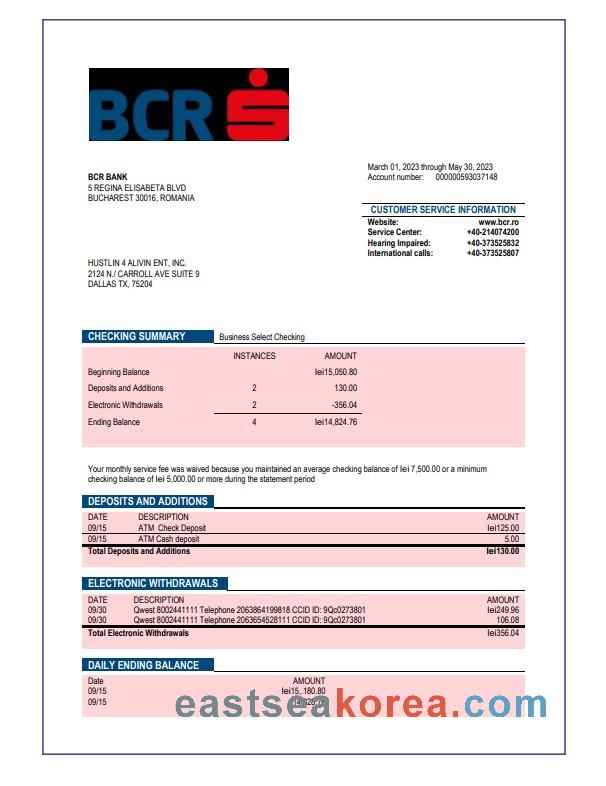 BCR
March 01, 2023 through May 30, 2023
Account number: 000000593037148
BCR BANK
5 REGINA ELISABETA BLVD
BUCHAREST 30016, ROMANIA
CUSTOMER SERVICE INFORMATION
Website: www.bcr.ro
Service Center: +40-214074200
Hearing Impaired: +40-373525832
International calls: +40-373525807
HUSTLIN 4 ALIVIN ENT, INC.
2124 N./ CARROLL AVE SUITE 9
DALLAS TX, 75204
CHECKING SUMMARY Business Select Checking
INSTANCES AMOUNT
Beginning Balance lei15,050.80
Deposits and Additions 2 130.00
Electronic Withdrawals 2 -356.04
Ending Balance 4 lei14,824.76
Your monthly service fee was waived because you maintained an average checking balance of lei 7,500.00 or a minimum
checking balance of lei 5,000.00 or more during the statement period
DEPOSITS AND ADDITIONS
DATE DESCRIPTION AMOUNT
09/15 ATM Check Deposit lei125.00
09/15 ATM Cash deposit 5.00
Total Deposits and Additions lei130.00
ELECTRONIC WITHDRAWALS
DATE DESCRIPTION AMOUNT
09/30 Qwest 8002441111 Telephone 2063864199818 CCID ID: 9Qc0273801 lei249.96
09/30 Qwest 8002441111 Telephone 2063654528111 CCID ID: 9Qc0273801 106.08
Total Electronic Withdrawals lei356.04
DAILY ENDING BALANCE
Date AMOUNT
09/15 lei15,.180.80
09/15
eastseakorea.com